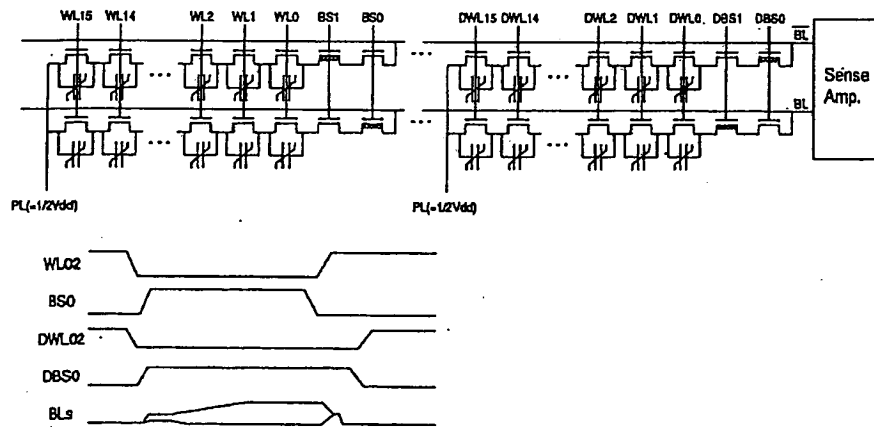 WL15 WL14 WL2 WL1 WL0 BS1 BS0 DWL15 DWL14 DWL2 DWL1 DWL0 DBS1 DBS0
BL
Sense
Amp.
BL
PL(=1/2Vdd) PL(=1/2Vdd)
WL02
BS0
DWL02
DBS0
BLs